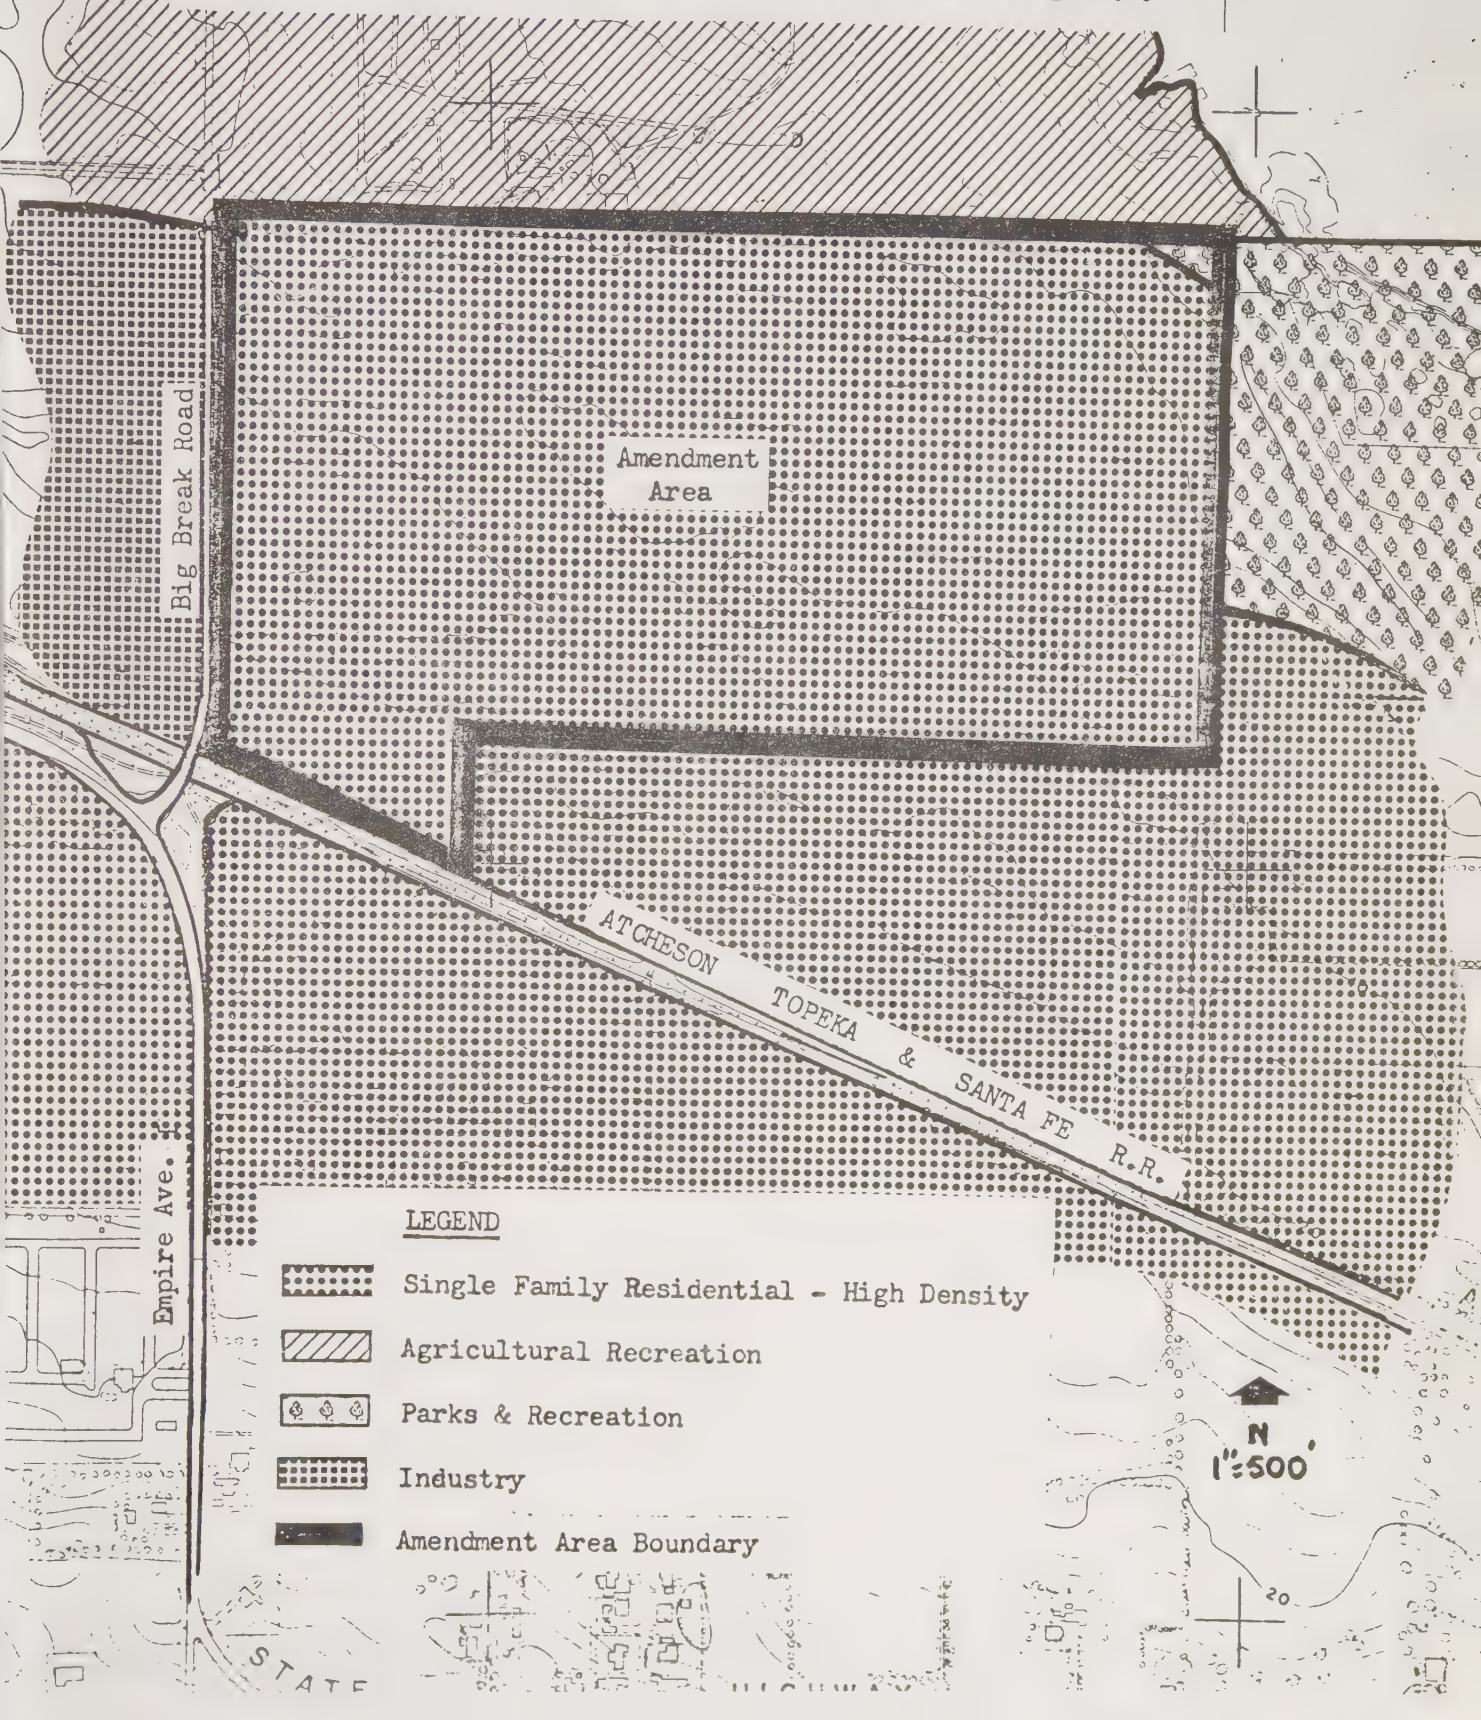 Big Break Road
Amendment
Area
ATCHESON TOPEKA & SANTA FE R.R.
Empire Ave.
LEGEND
Single Family Residential - High Density
Agricultural Recreation
Parks & Recreation
Industry
Amendment Area Boundary
N
1"=500'
20
STATE
HIGHWAY